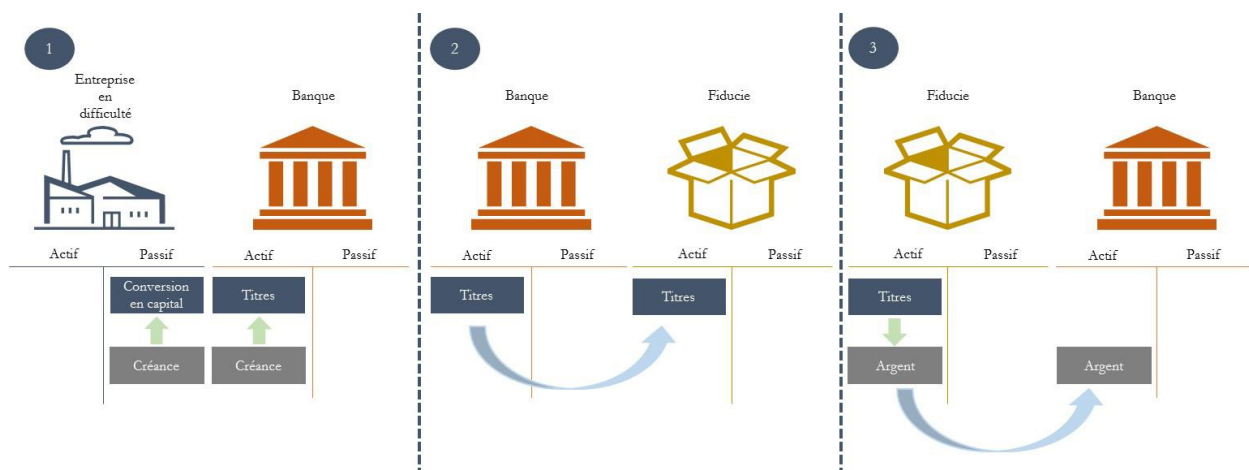 1
Entreprise
en
difficulté
Banque
Actif
Passif
Actif
Passif
Conversion
en capital
Titres
Créance
Créance
2
Banque
Fiducie
Actif
Passif
Actif
Passif
Titres
Titres
3
Fiducie
Banque
Actif
Passif
Actif
Passif
Titres
Argent
Argent